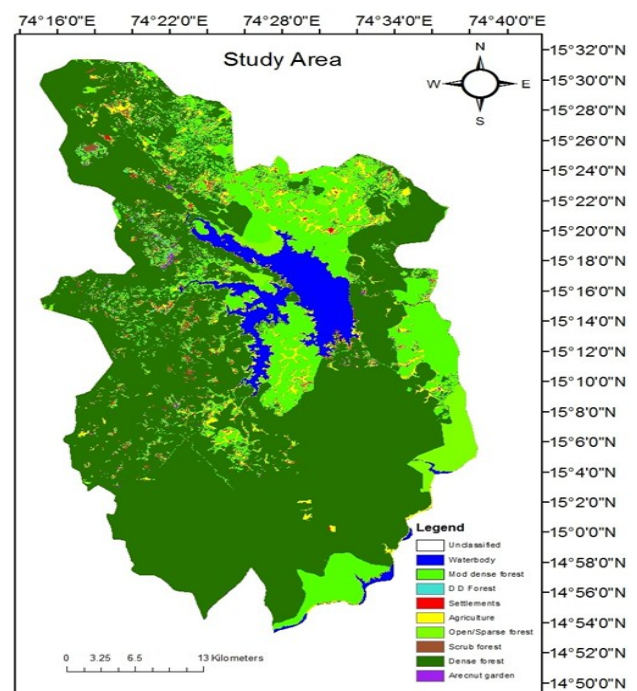 74°16'0"E 74°22'0"E 74°28'0"E 74°34'0"E 74°40'0"E
Study Area
N
W E
S
15°32'0"N
15°30'0"N
15°28'0"N
15°26'0"N
15°24'0"N
15°22'0"N
15°20'0"N
15°18'0"N
15°16'0"N
15°14'0"N
15°12'0"N
15°10'0"N
15°8'0"N
15°6'0"N
15°4'0"N
15°2'0"N
15°0'0"N
14°58'0"N
14°56'0"N
14°54'0"N
14°52'0"N
14°50'0"N
Legend
Unclassified
Waterbody
Mod dense forest
D D Forest
Settlements
Agriculture
Open/Sparse forest
Scrub forest
Dense forest
Arecnut garden
0 3.25 6.5 13 Kilometers